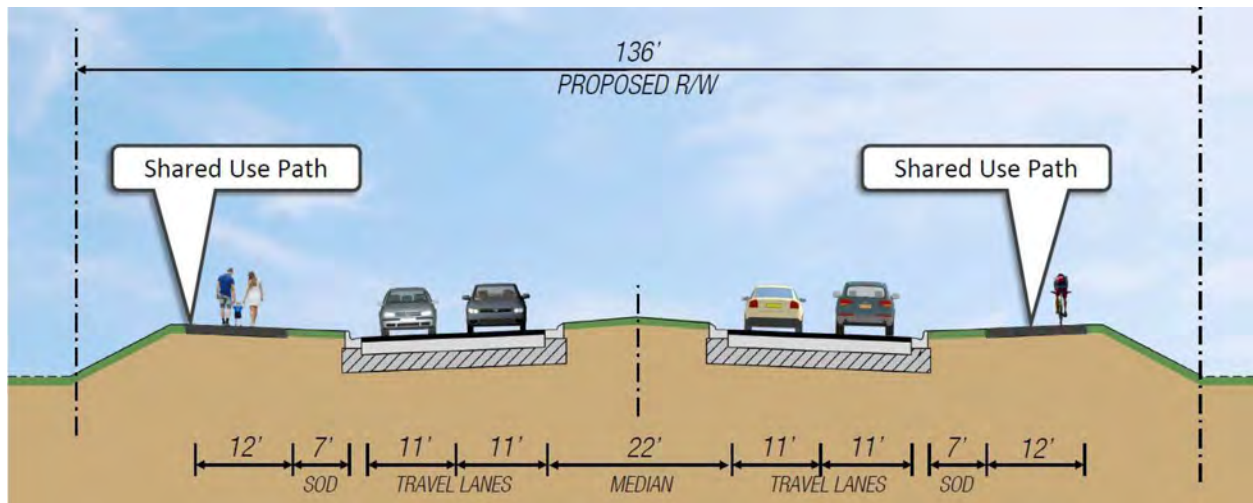 136'
PROPOSED R/W
Shared Use Path
Shared Use Path
12' 7' 11' 11' 22' 11' 11' 7' 12'
SOD TRAVEL LANES MEDIAN TRAVEL LANES SOD